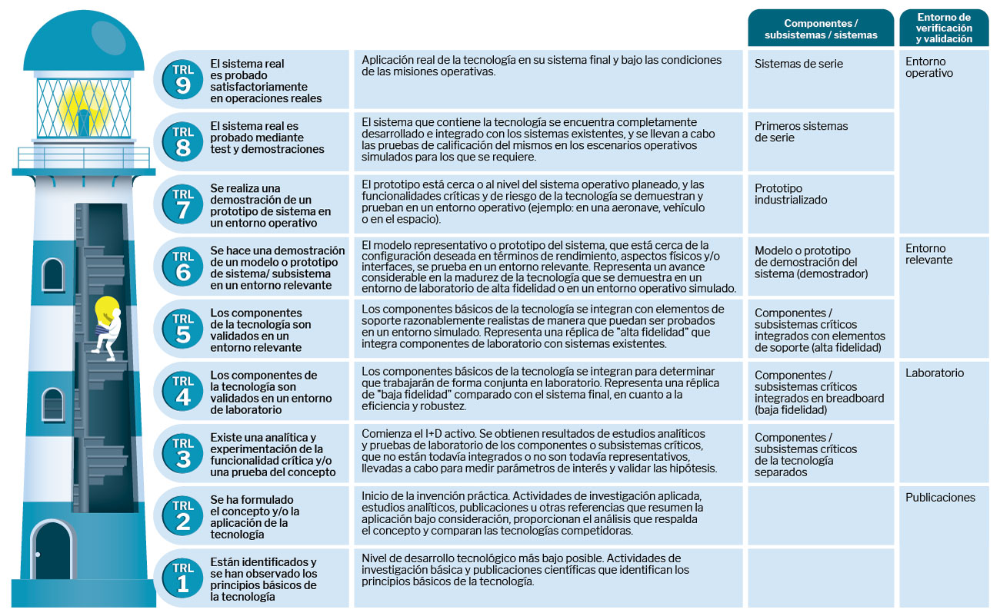 Componentes /
subsistemas / sistemas
Entorno de
verificación
y validación
TRL
9
El sistema real
es probado
satisfactoriamente
en operaciones reales
Aplicación real de la tecnología en su sistema final y bajo las condiciones
de las misiones operativas.
Sistemas de serie
Entorno
operativo
TRL
8
El sistema real es
probado mediante
test y demostraciones
El sistema que contiene la tecnología se encuentra completamente
desarrollado e integrado con los sistemas existentes, y se llevan a cabo
las pruebas de calificación del mismos en los escenarios operativos
simulados para los que se requiere.
Primeros sistemas
de serie
TRL
7
Se realiza una
demostración de un
prototipo de sistema en
un entorno operativo
El prototipo está cerca o al nivel del sistema operativo planeado, y las
funcionalidades críticas y de riesgo de la tecnología se demuestran y
prueban en un entorno operativo (ejemplo: en una aeronave, vehículo
o en el espacio).
Prototipo
industrializado
TRL
6
Se hace una demostración
de un modelo o prototipo
de sistema/ subsistema
en un entorno relevante
El modelo representativo o prototipo del sistema, que está cerca de la
configuración deseada en términos de rendimiento, aspectos físicos y/o
interfaces, se prueba en un entorno relevante. Representa un avance
considerable en la madurez de la tecnología que se demuestra en un
entorno de laboratorio de alta fidelidad o en un entorno operativo simulado.
Modelo o prototipo
de demostración del
sistema (demostrador)
Entorno
relevante
TRL
5
Los componentes
de la tecnología son
validados en un
entorno relevante
Los componentes básicos de la tecnología se integran con elementos de
soporte razonablemente realistas de manera que puedan ser probados
en un entorno simulado. Representa una réplica de "alta fidelidad" que
integra componentes de laboratorio con sistemas existentes.
Componentes /
subsistemas críticos
integrados con elementos
de soporte (alta fidelidad)
TRL
4
Los componentes de
la tecnología son
validados en un entorno
de laboratorio
Los componentes básicos de la tecnología se integran para determinar
que trabajarán de forma conjunta en laboratorio. Representa una réplica
de "baja fidelidad" comparado con el sistema final, en cuanto a la
eficiencia y robustez.
Componentes /
subsistemas críticos
integrados en breadboard
(baja fidelidad)
Laboratorio
TRL
3
Existe una analítica y
experimentación de la
funcionalidad crítica y/o
una prueba del concepto
Comienza el I+D activo. Se obtienen resultados de estudios analíticos
y pruebas de laboratorio de los componentes o subsistemas críticos,
que no están todavía integrados o no son todavía representativos,
llevadas a cabo para medir parámetros de interés y validar las hipótesis.
Componentes /
subsistemas críticos
de la tecnología
separados
TRL
2
Se ha formulado
el concepto y/o la
aplicación de la
tecnología
Inicio de la invención práctica. Actividades de investigación aplicada,
estudios analíticos, publicaciones u otras referencias que resumen la
aplicación bajo consideración, proporcionan el análisis que respalda
el concepto y comparan las tecnologías competidoras.
Publicaciones
TRL
1
Están identificados y
se han observado los
principios básicos de
la tecnología
Nivel de desarrollo tecnológico más bajo posible. Actividades de
investigación básica y publicaciones científicas que identifican los
principios básicos de la tecnología.